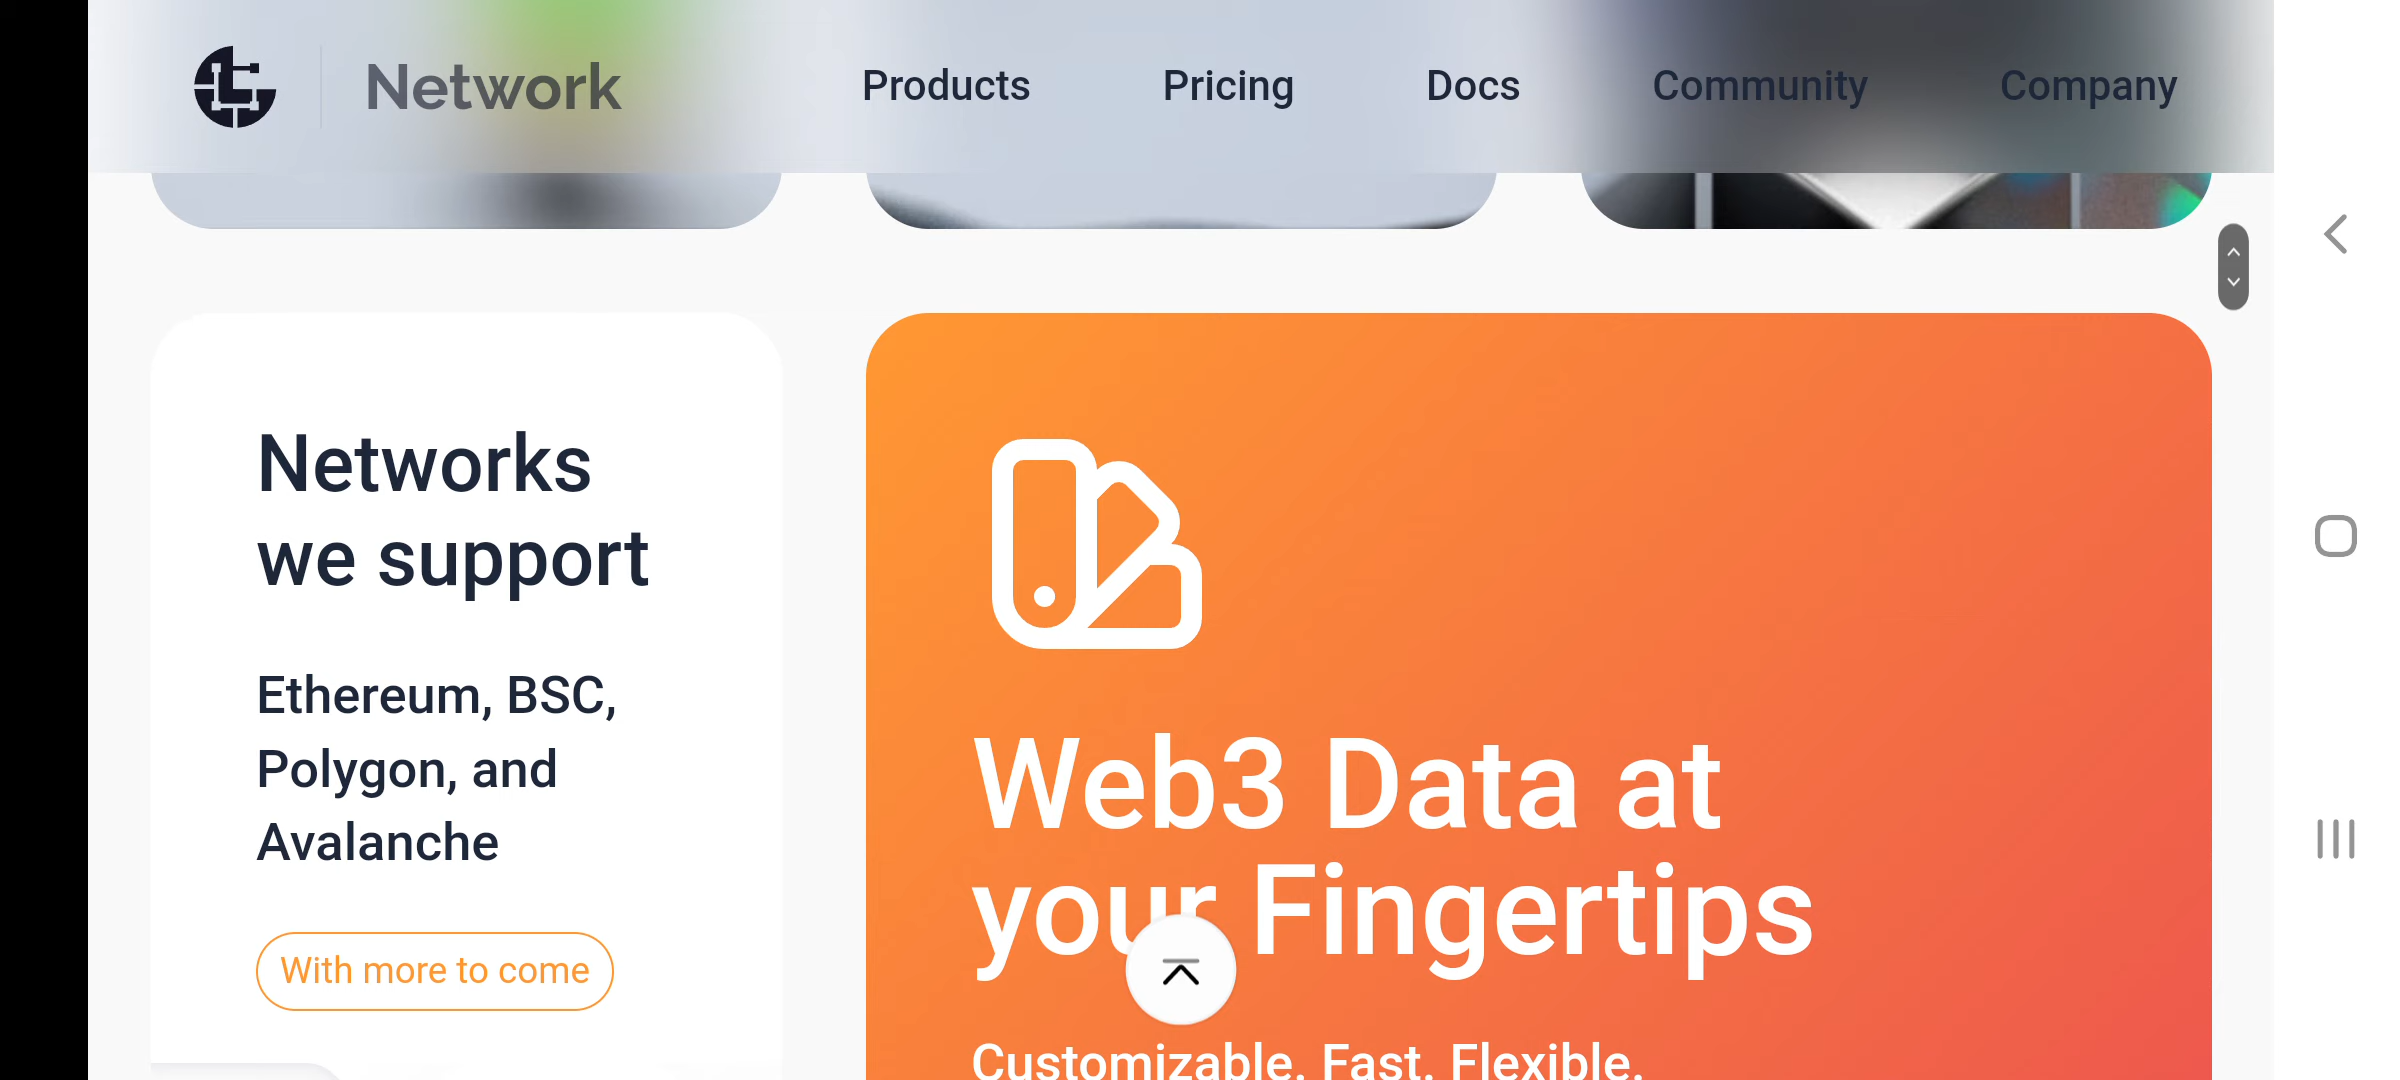 Network
Products Pricing Docs Community Company
Networks
we support
Ethereum, BSC,
Polygon, and
Avalanche
With more to come
Web3 Data at
your Fingertips
Customizable. Fast. Flexible.